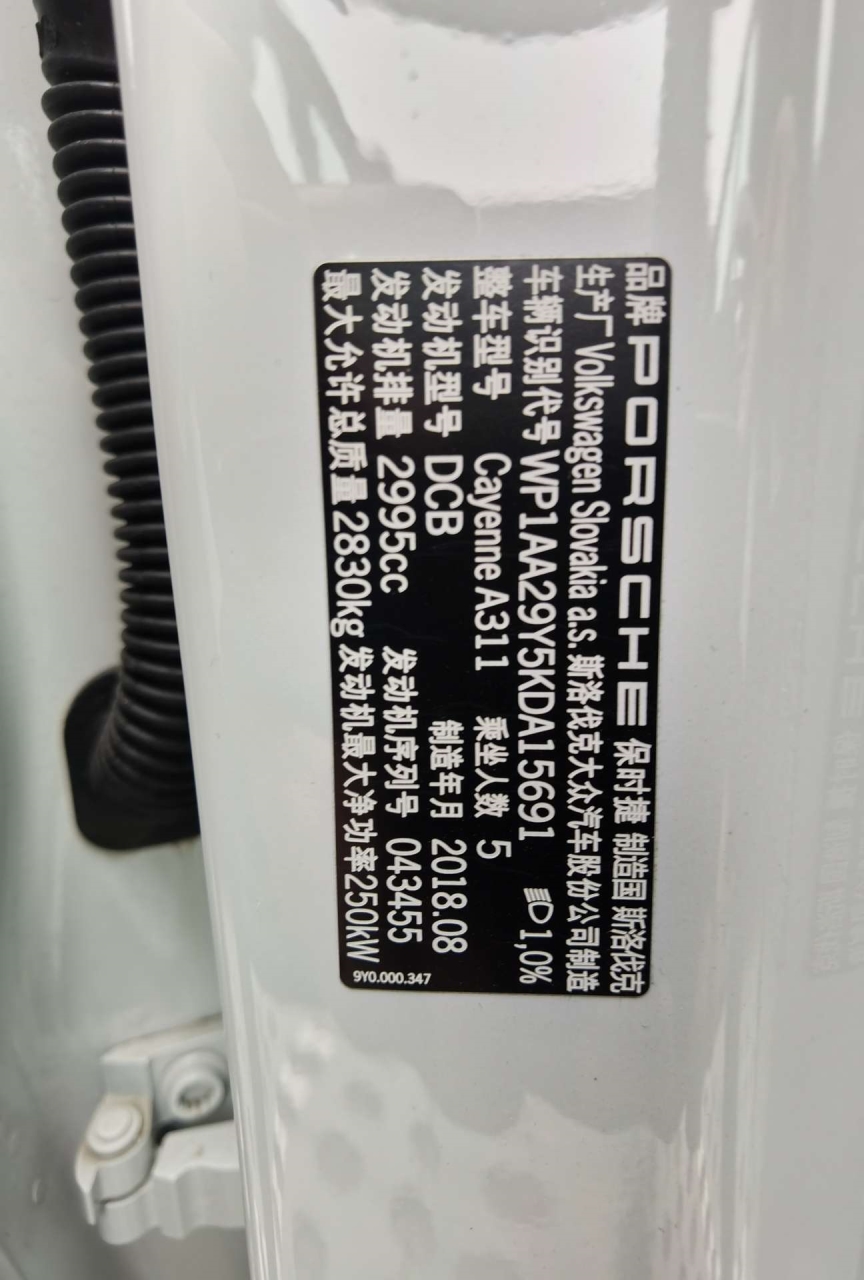 品牌 PORSCHE 保时捷 制造国 斯洛伐克
生产厂 Volkswagen Slovakia a.s. 斯洛伐克大众汽车股份公司制造
车辆识别代号 WP1AA29Y5KDA15691 1,0%
整车型号 Cayenne A311 乘坐人数 5
发动机型号 DCB 制造年月 2018.08
发动机排量 2995cc 发动机序列号 043455
最大允许总质量 2830kg 发动机最大净功率 250kW
9Y0.000.347